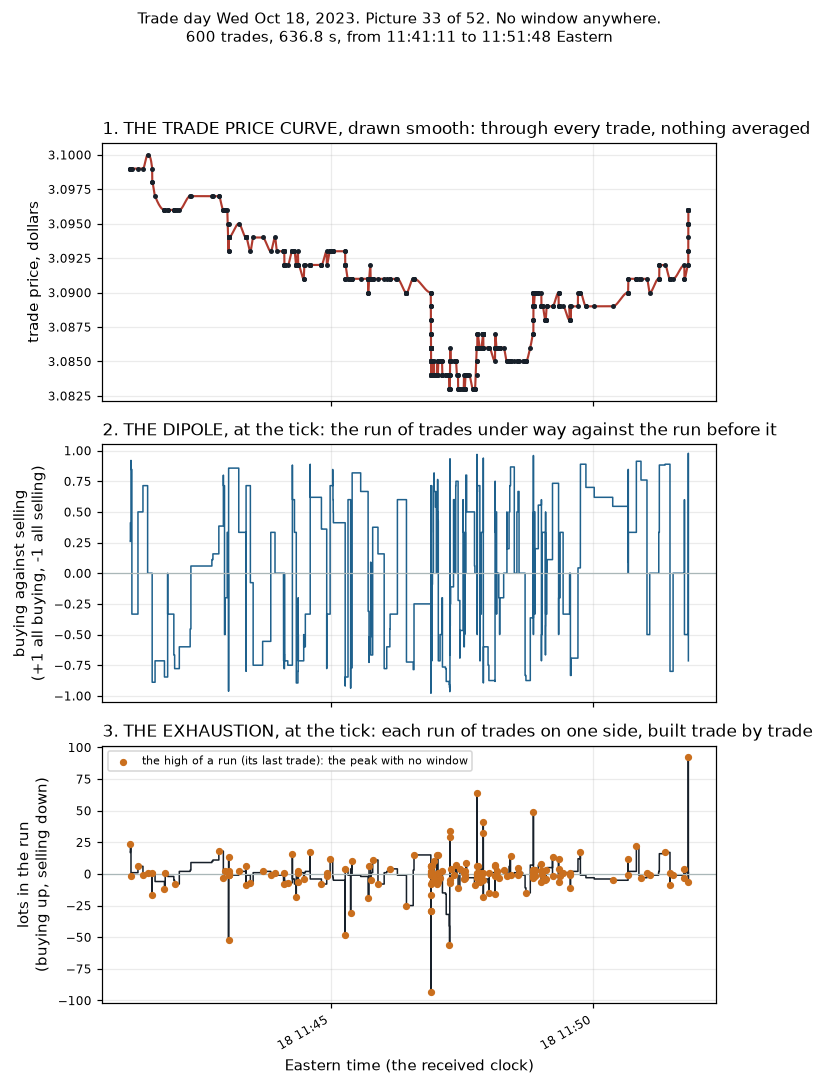 Trade day Wed Oct 18, 2023. Picture 33 of 52. No window anywhere.
600 trades, 636.8 s, from 11:41:11 to 11:51:48 Eastern
1. THE TRADE PRICE CURVE, drawn smooth: through every trade, nothing averaged
trade price, dollars
3.1000
3.0975
3.0950
3.0925
3.0900
3.0875
3.0850
3.0825
2. THE DIPOLE, at the tick: the run of trades under way against the run before it
buying against selling
(+1 all buying, -1 all selling)
1.00
0.75
0.50
0.25
0.00
−0.25
−0.50
−0.75
−1.00
3. THE EXHAUSTION, at the tick: each run of trades on one side, built trade by trade
the high of a run (its last trade): the peak with no window
lots in the run
(buying up, selling down)
100
75
50
25
0
−25
−50
−75
−100
18 11:45
18 11:50
Eastern time (the received clock)